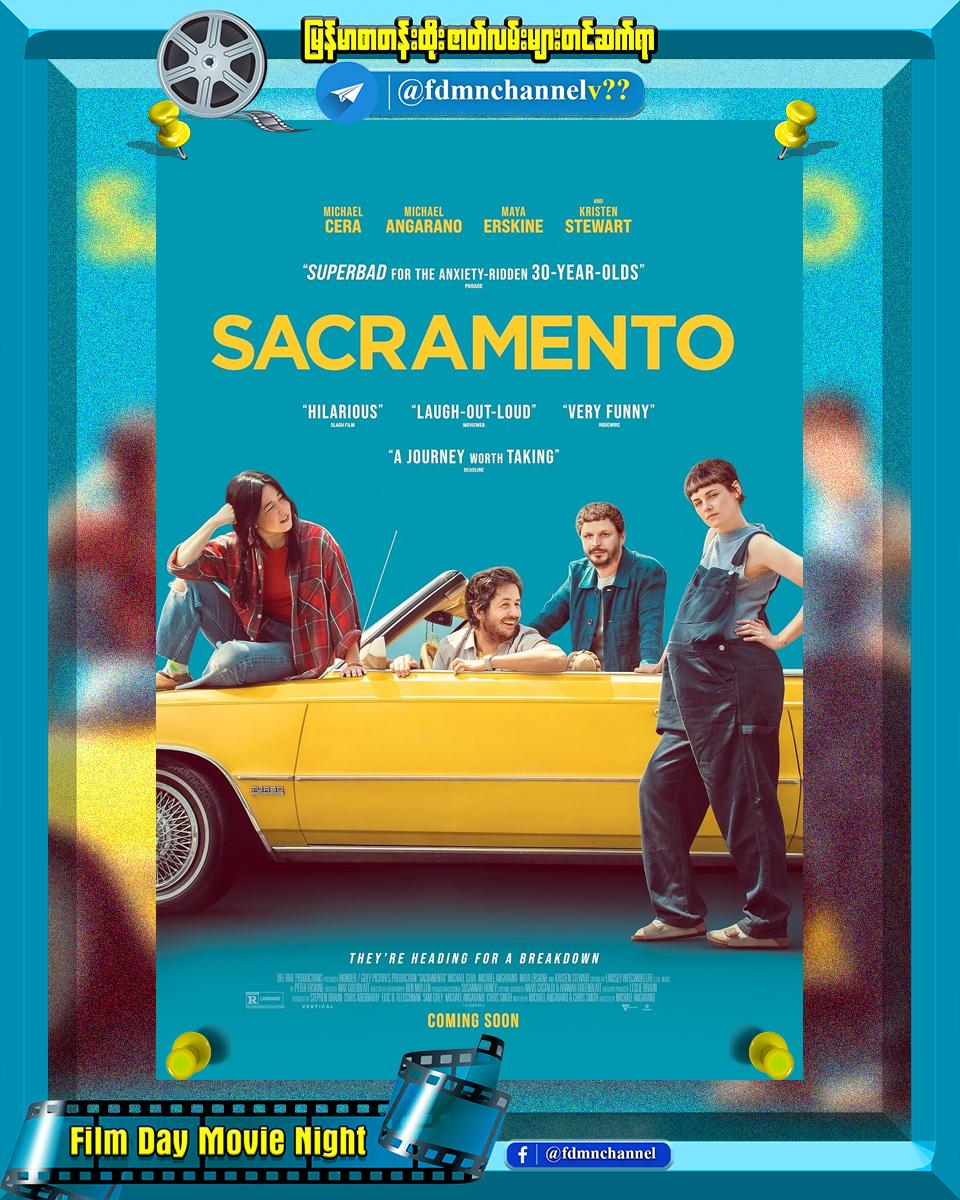 မြန်မာစာတန်းထိုးဇာတ်လမ်းများတင်ဆက်ရာ
@fdmnchannelv??
MICHAEL CERA
MICHAEL ANGARANO
MAYA ERSKINE
AND KRISTEN STEWART
“SUPERBAD FOR THE ANXIETY-RIDDEN 30-YEAR-OLDS”
PARADE
SACRAMENTO
“HILARIOUS” “LAUGH-OUT-LOUD” “VERY FUNNY”
SLASH FILM MOVIEWEB INDIEWIRE
“A JOURNEY WORTH TAKING”
DEADLINE
TURBO
THEY’RE HEADING FOR A BREAKDOWN
R LANGUAGE
VERTICAL
COMING SOON
Film Day Movie Night
f @fdmnchannel